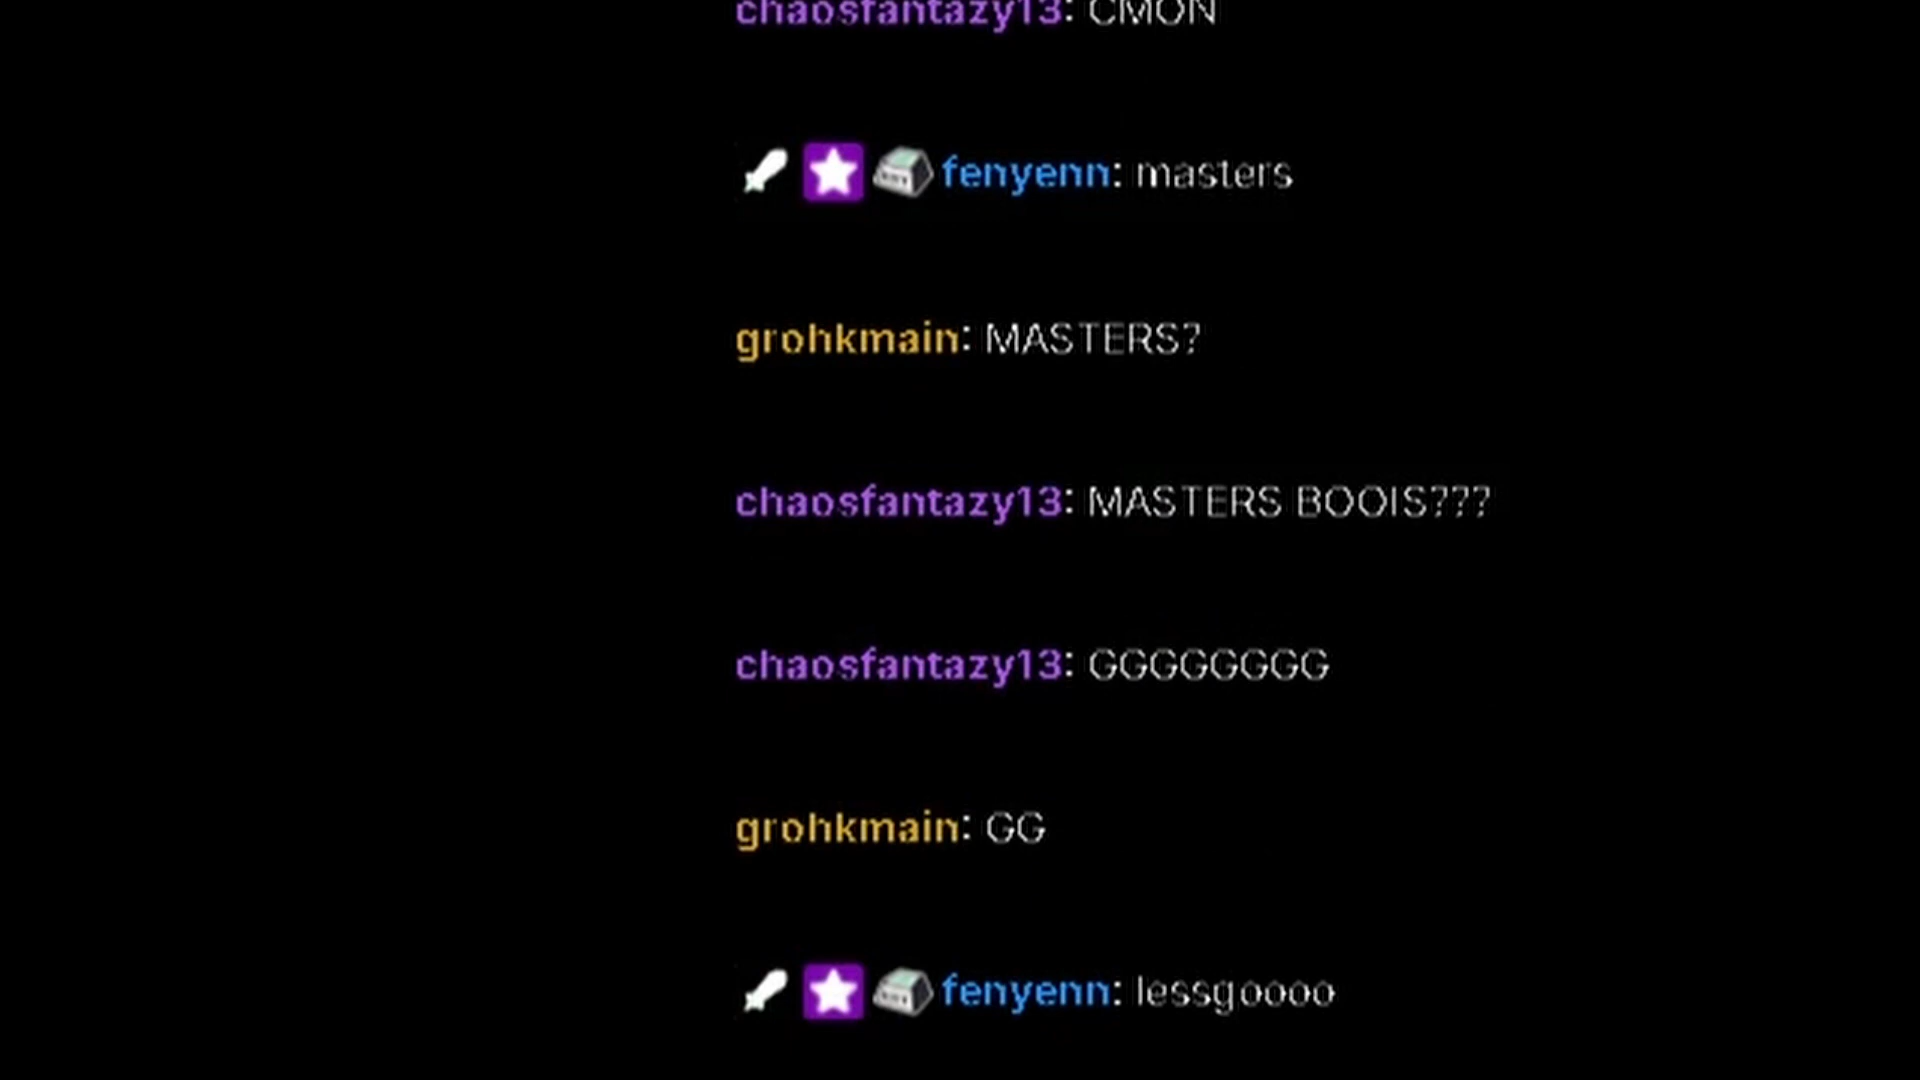 chaosfantazy13: CMON
fenyenn: masters
grohkmain: MASTERS?
chaosfantazy13: MASTERS BOOIS???
chaosfantazy13: GGGGGGGG
grohkmain: GG
fenyenn: lessgoooo